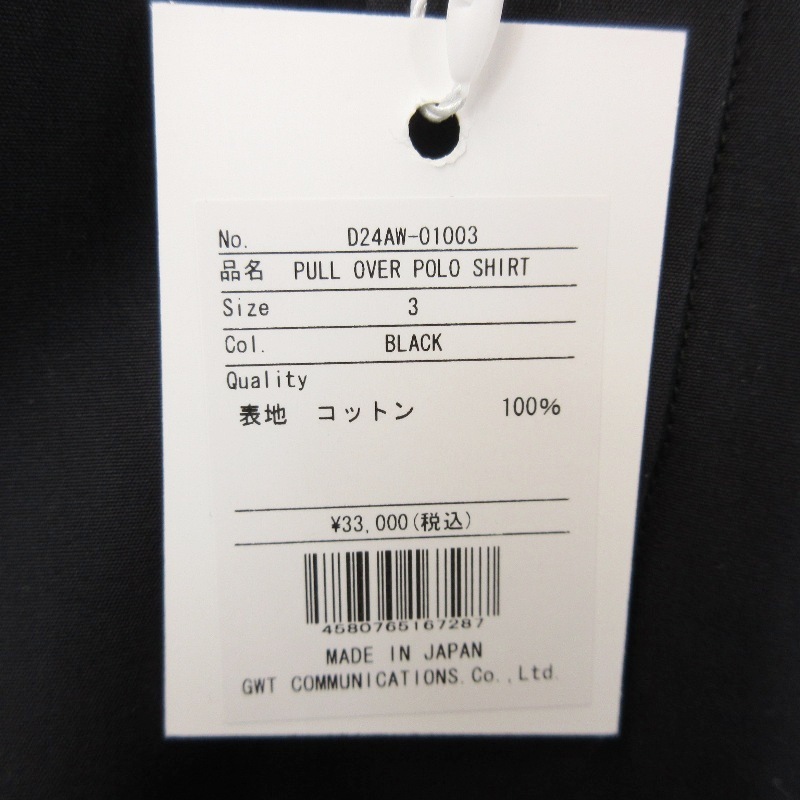 No. D24AW-01003
品名 PULL OVER POLO SHIRT
Size 3
Col. BLACK
Quality
表地 コットン 100%
¥33,000(税込)
4580765167287
MADE IN JAPAN
GWT COMMUNICATIONS.Co.,Ltd.